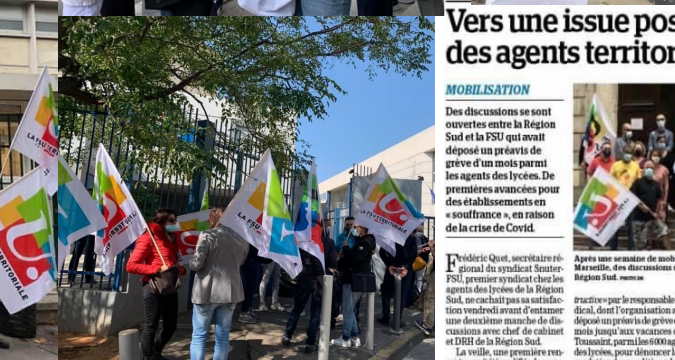 LA FSU
TERRITORIALE
LA FSU
TERRITORIALE
LA FSU
LA FSU
TERRITORIALE
Vers une issue pos
des agents territor
MOBILISATION
Des discussions se sont
ouvertes entre la Région
Sud et la FSU qui avait
déposé un préavis de
grève d'un mois parmi
les agents des lycées. De
premières avancées pour
des établissements en
« souffrance », en raison
de la crise de Covid.
Frédéric Quet, secrétaire ré-
gional du syndicat Snuter-
FSU, premier syndicat chez les
agents des lycées de la Région
Sud, ne cachait pas sa satisfac-
tion vendredi avant d'entamer
une deuxième manche de dis-
cussions avec chef de cabinet
et DRH de la Région Sud.
La veille, une première ren-
Après une semaine de mob
Marseille, des discussions
Région Sud.
tructive » par le responsable
dical, dont l'organisation a
déposé un préavis de grève
mois jusqu'aux vacances
Toussaint, parmi les 6000 ag
des lycées, pour dénoncer l